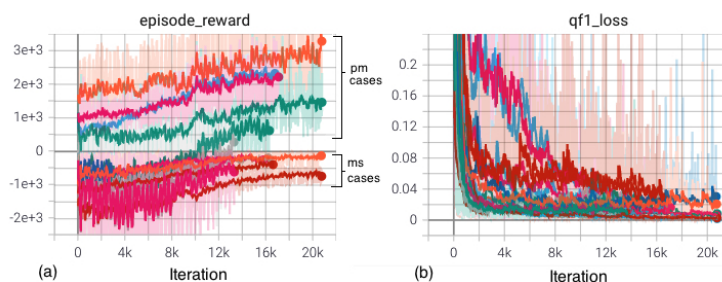 episode_reward
3e+3
2e+3
1e+3
0
-1e+3
-2e+3
0
4k
8k
12k
16k
20k
pm
cases
ms
cases
(a)
Iteration
qf1_loss
0.2
0.16
0.12
0.08
0.04
0
0
4k
8k
12k
16k
20k
(b)
Iteration